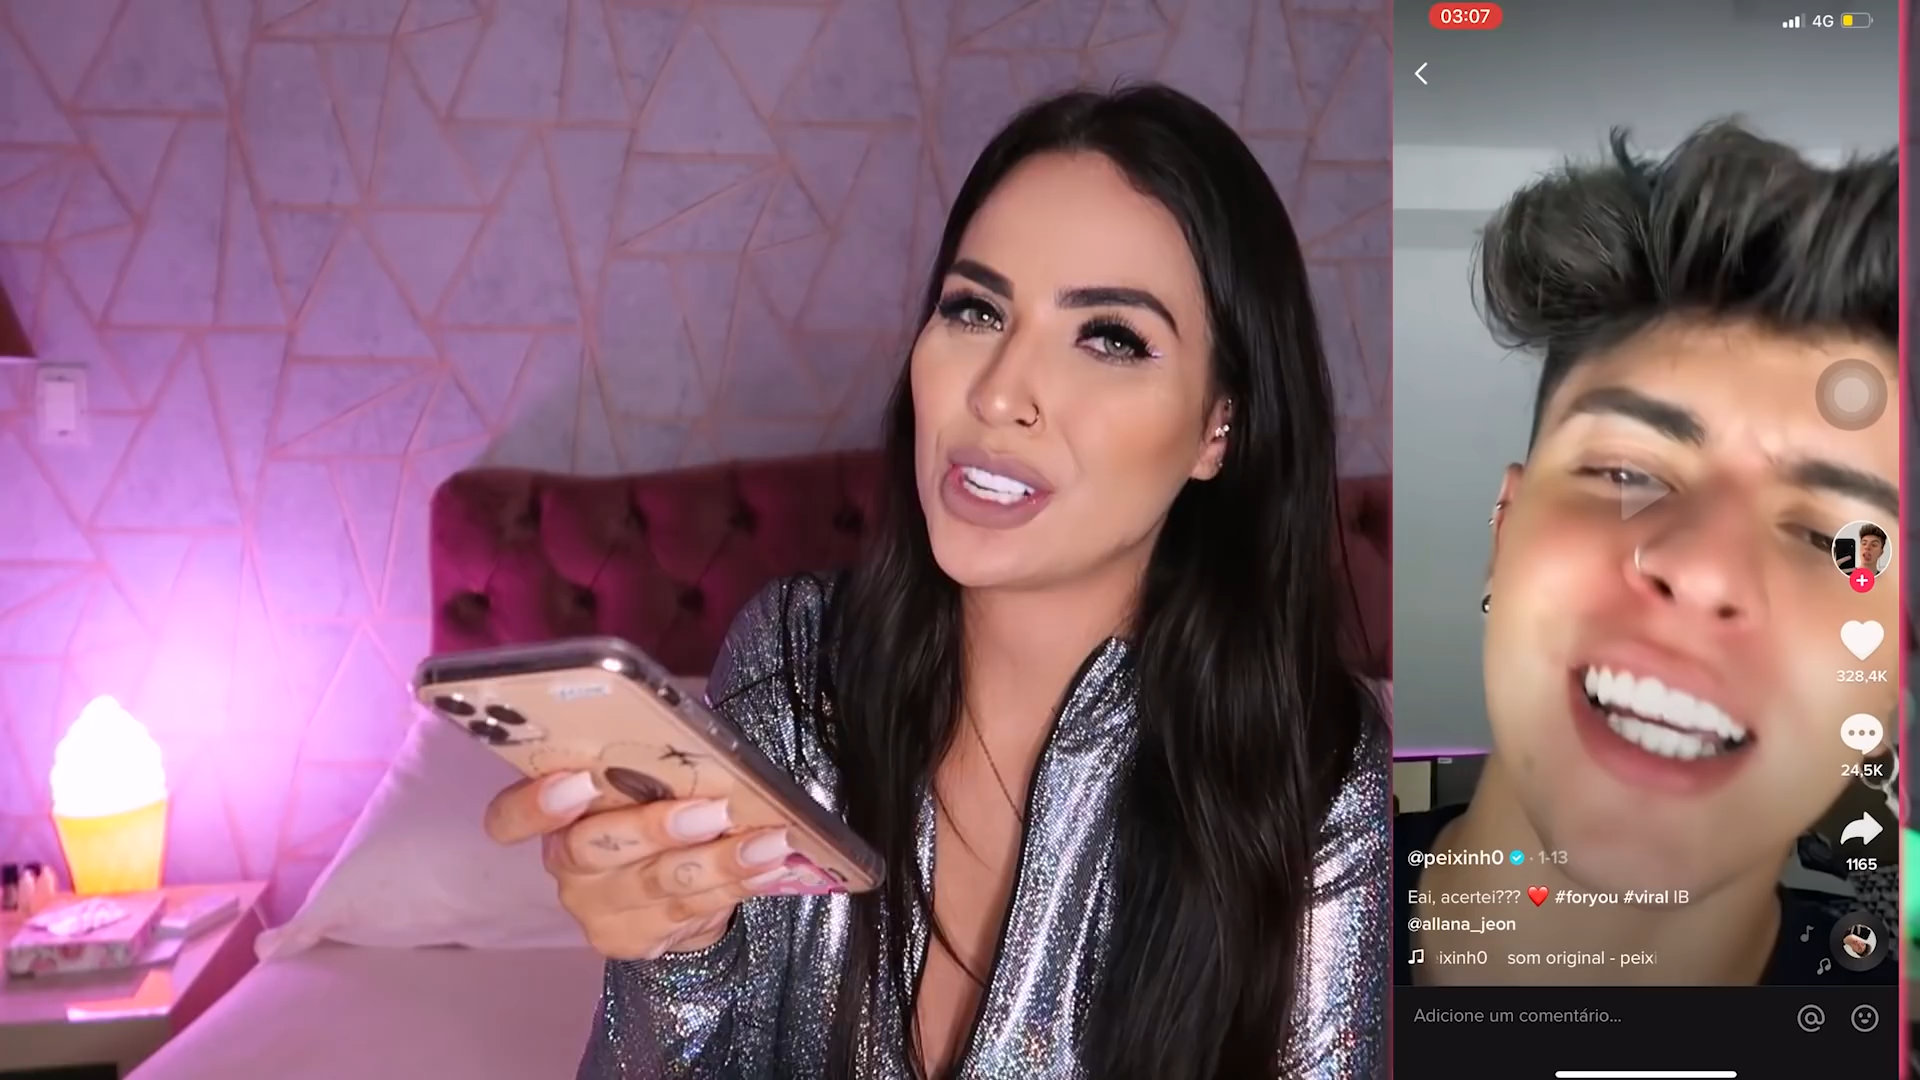 03:07
4G
328,4K
24,5K
1165
@peixinh0 · 1-13
Eai, acertei??? ❤️ #foryou #viral IB
@allana_jeon
ixinh0 som original - peixi
Adicione um comentário...